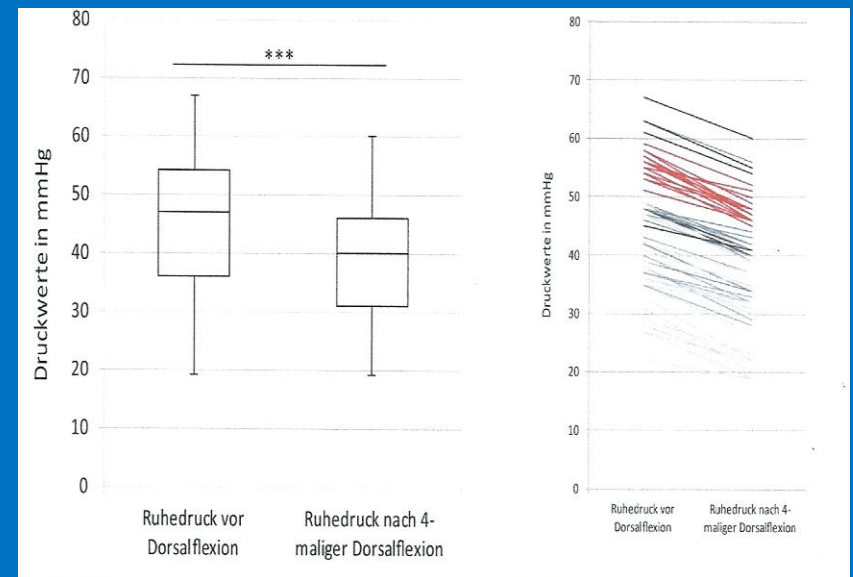 80
70
60
50
40
30
20
10
0
Druckwerte in mmHg
***
Ruhedruck vor
Dorsalflexion
Ruhedruck nach 4-
maliger Dorsalflexion
80
70
60
50
40
30
20
10
0
Druckwerte in mmHg
Ruhedruck vor
Dorsalflexion
Ruhedruck nach 4-
maliger Dorsalflexion